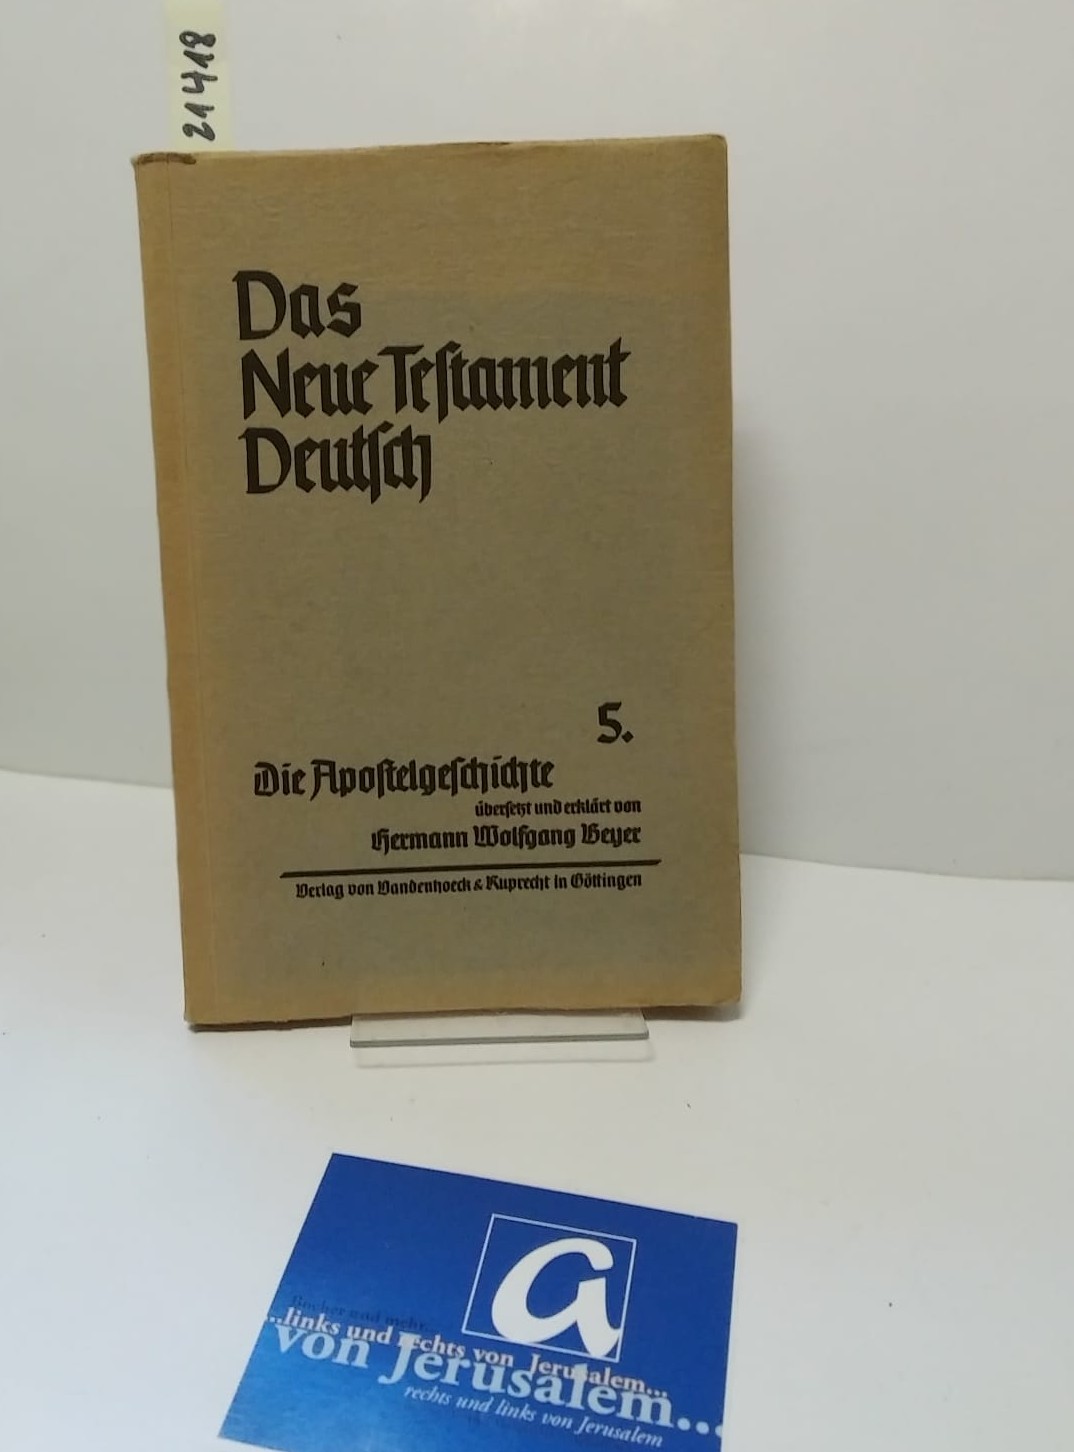 21418
Das
Neue Testament
Deutsch
5.
Die Apostelgeschichte
übersetzt und erklärt von
Hermann Wolfgang Beyer
Verlag von Vandenhoeck & Ruprecht in Göttingen
a
Bücher und mehr...
...links und rechts von Jerusalem...
von Jerusalem...
rechts und links von Jerusalem